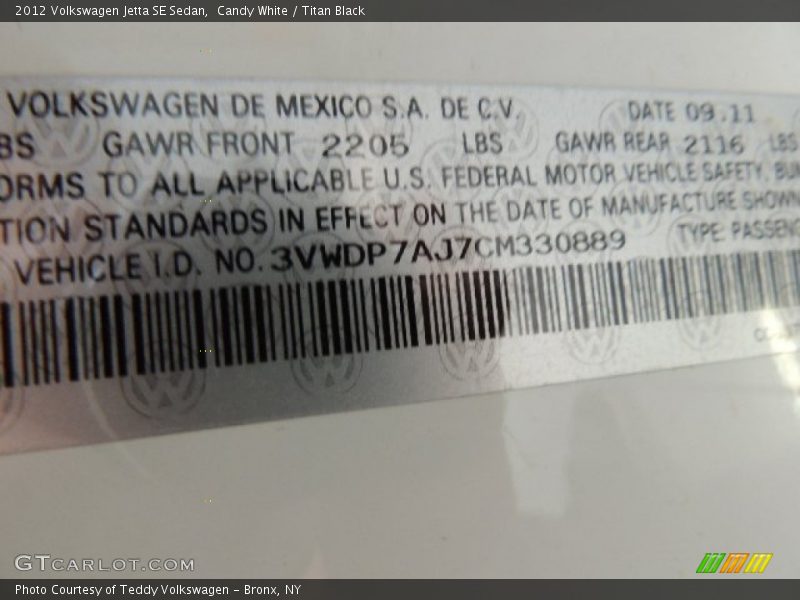 2012 Volkswagen Jetta SE Sedan,  Candy White / Titan Black
VOLKSWAGEN DE MEXICO S.A. DE C.V. DATE 09.11
BS GAWR FRONT 2205 LBS GAWR REAR 2116 LBS
ORMS TO ALL APPLICABLE U.S. FEDERAL MOTOR VEHICLE SAFETY, BUM
TION STANDARDS IN EFFECT ON THE DATE OF MANUFACTURE SHOWN
VEHICLE I.D. NO. 3VWDP7AJ7CM330889 TYPE: PASSENG
GTCARLOT.COM
Photo Courtesy of Teddy Volkswagen - Bronx, NY